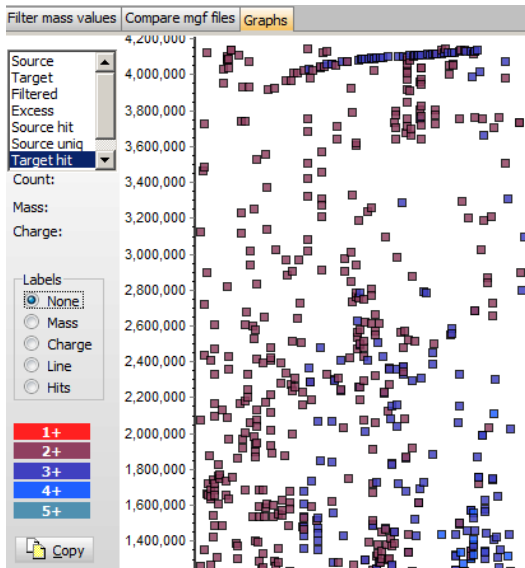 Filter mass values Compare mgf files Graphs
4,200,000
Source
Target
Filtered
Excess
Source hit
Source uniq
Target hit
Count:
Mass:
Charge:
Labels
None
Mass
Charge
Line
Hits
1+
2+
3+
4+
5+
Copy
4,000,000
3,800,000
3,600,000
3,400,000
3,200,000
3,000,000
2,800,000
2,600,000
2,400,000
2,200,000
2,000,000
1,800,000
1,600,000
1,400,000